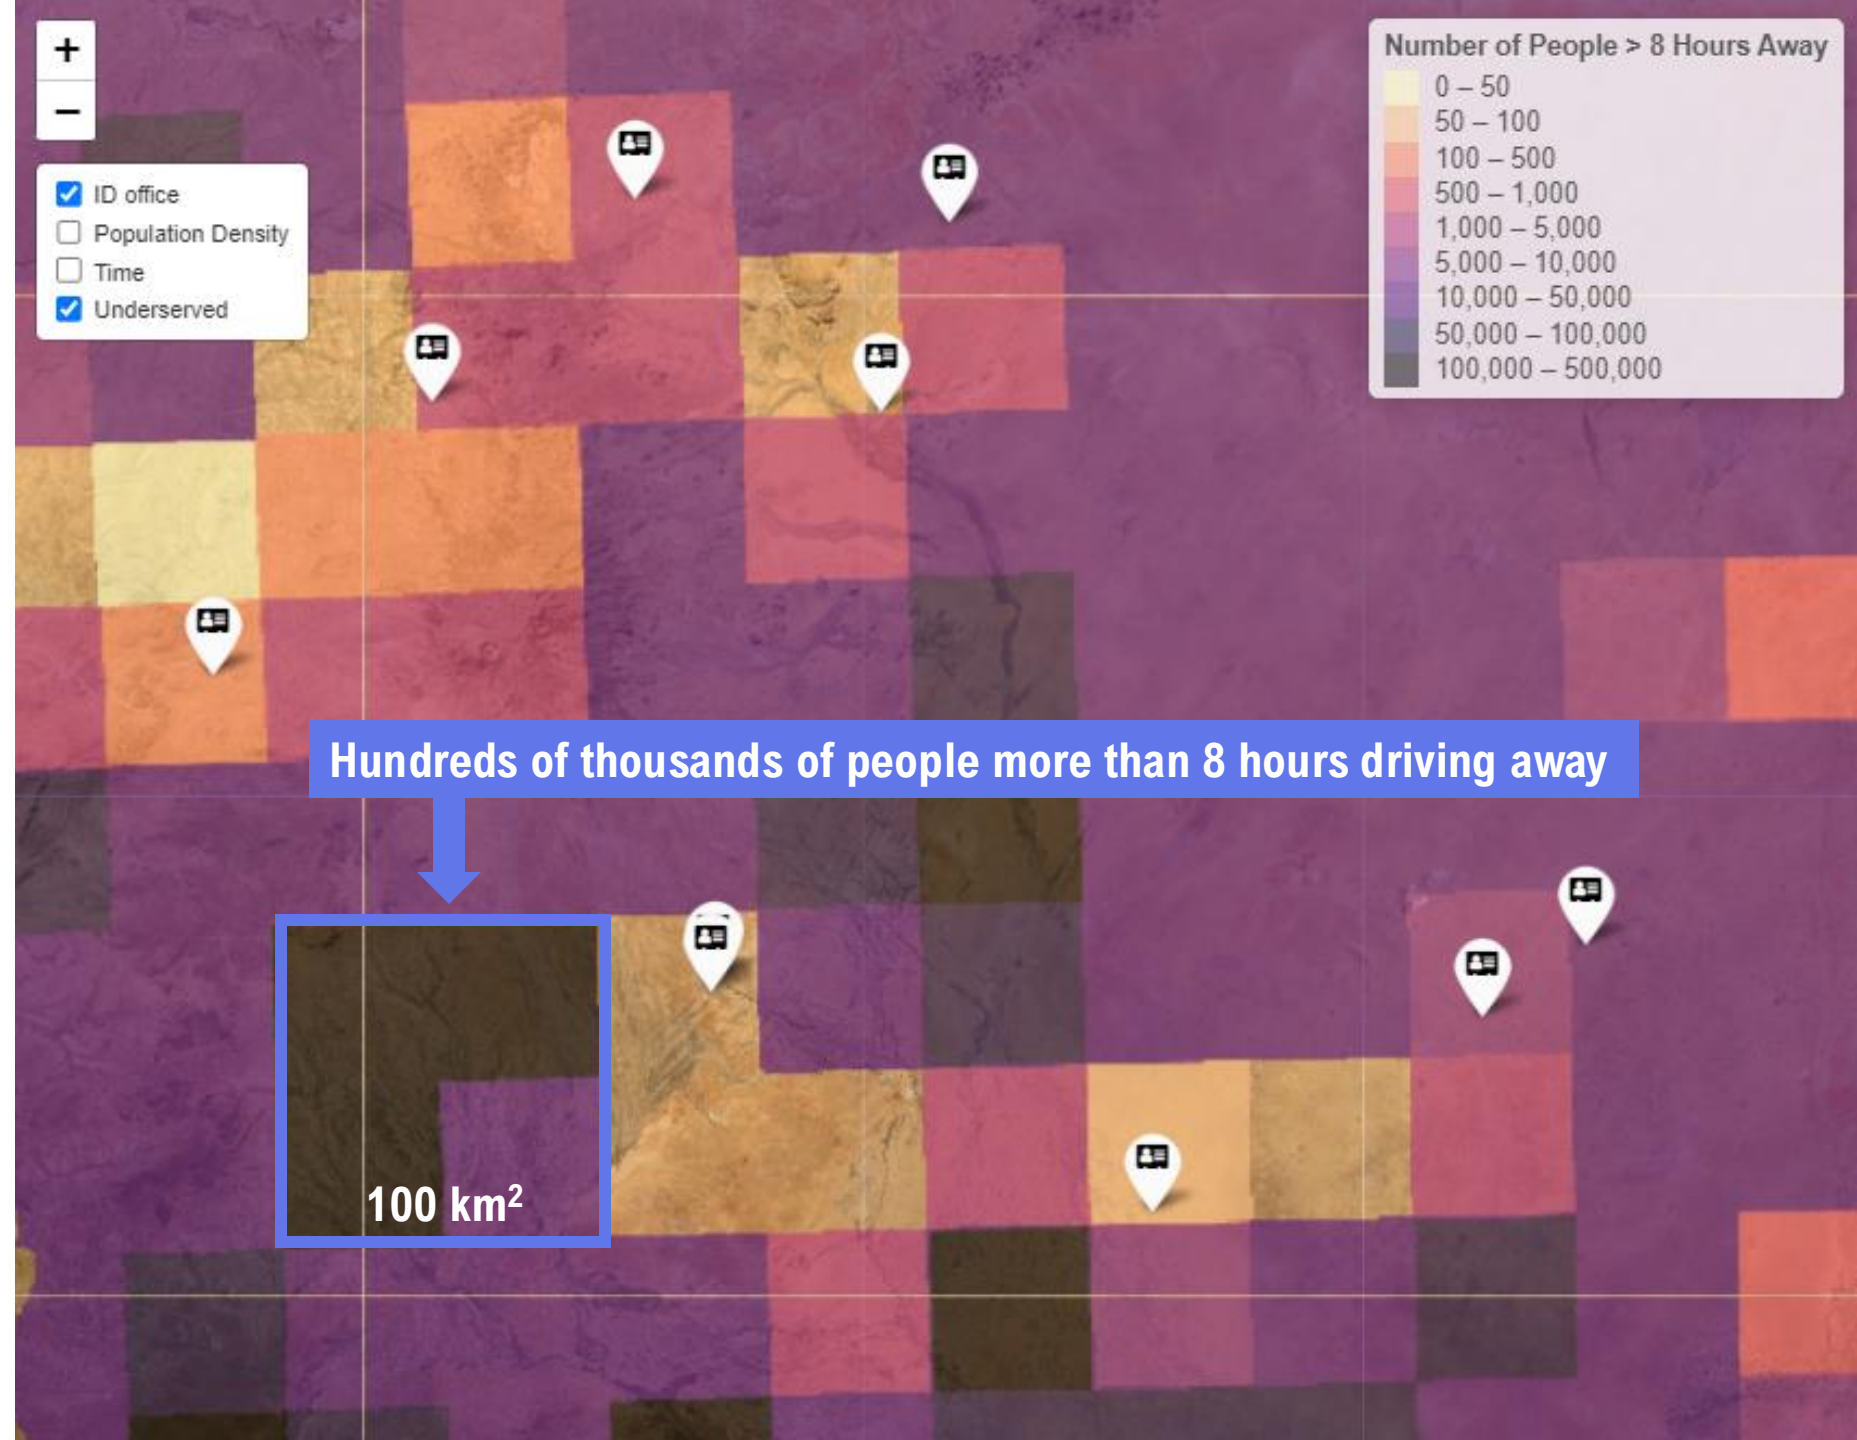 +
−
ID office
Population Density
Time
Underserved
Number of People > 8 Hours Away
0 – 50
50 – 100
100 – 500
500 – 1,000
1,000 – 5,000
5,000 – 10,000
10,000 – 50,000
50,000 – 100,000
100,000 – 500,000
Hundreds of thousands of people more than 8 hours driving away
100 km²